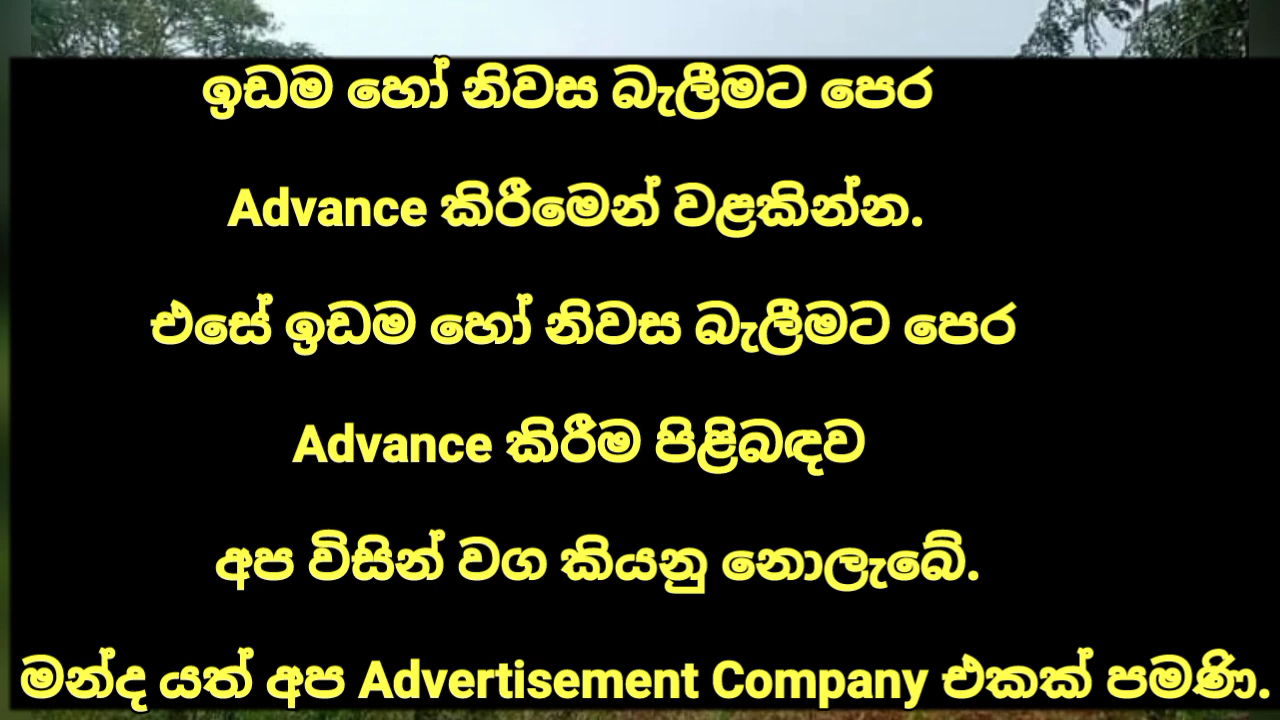 ඉඩම හෝ නිවස බැලීමට පෙර
Advance කිරීමෙන් වළකින්න.
එසේ ඉඩම හෝ නිවස බැලීමට පෙර
Advance කිරීම පිළිබඳව
අප විසින් වග කියනු නොලැබේ.
මන්ද යත් අප Advertisement Company එකක් පමණි.